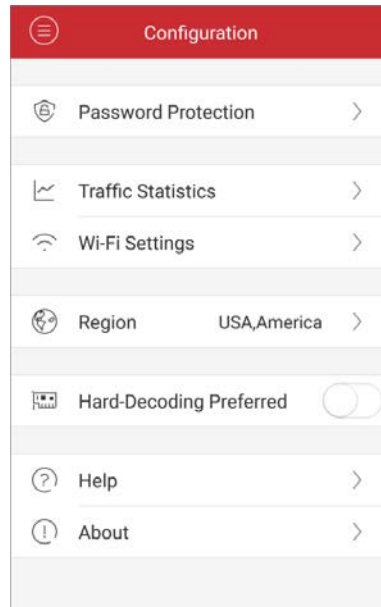 Configuration
Password Protection
Traffic Statistics
Wi-Fi Settings
Region USA,America
Hard-Decoding Preferred
Help
About